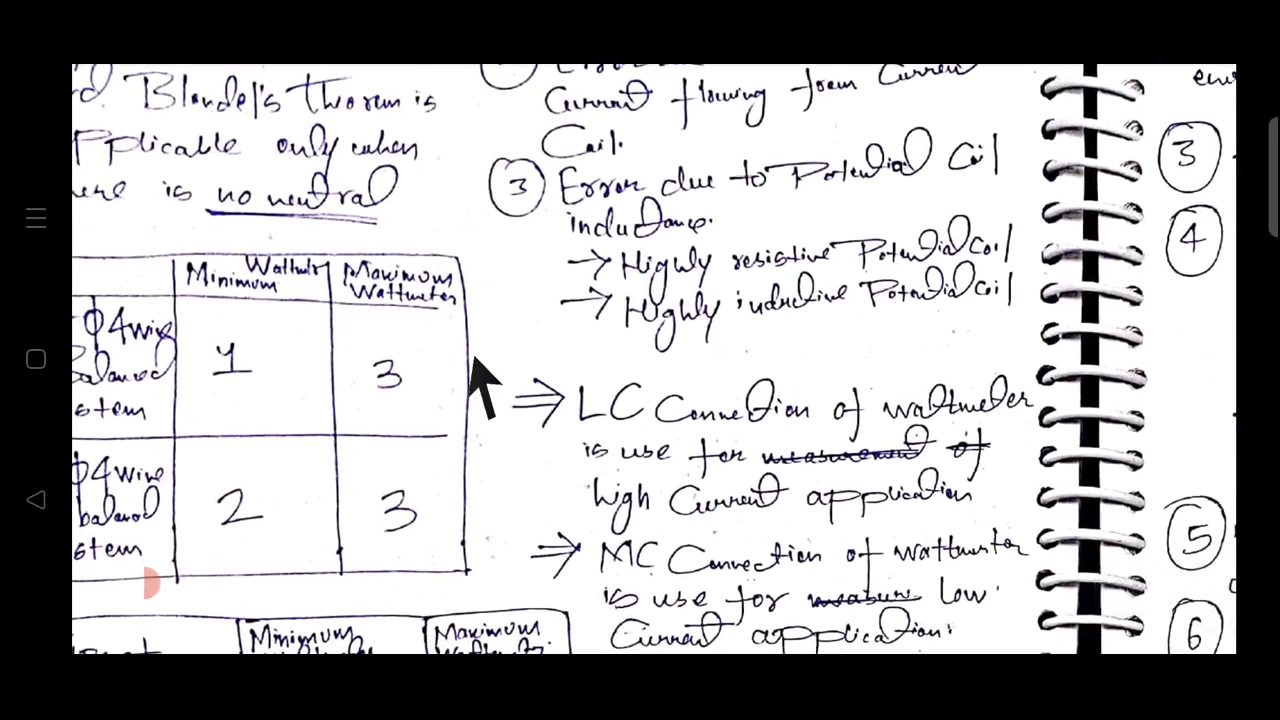 Blondel's Thorem is
pplicable only when
ere is no neutral
Minimum Wattmtr
Maximum Wattmeter
ϕ4wire
Balanced
stem
1
3
ϕ4wire
balancd
stem
2
3
Minimum
Maximum
Current flowing from Current
Coil.
③ Error due to Potential Coil
inductance.
→ Highly resistive Potential Coil
→ Highly inductive Potential Coil
⇒ LC Connection of wattmeter
is use for measurement of
high Current application
⇒ MC Connection of wattmeter
is use for measure low
Current application.
③
④
⑤
⑥